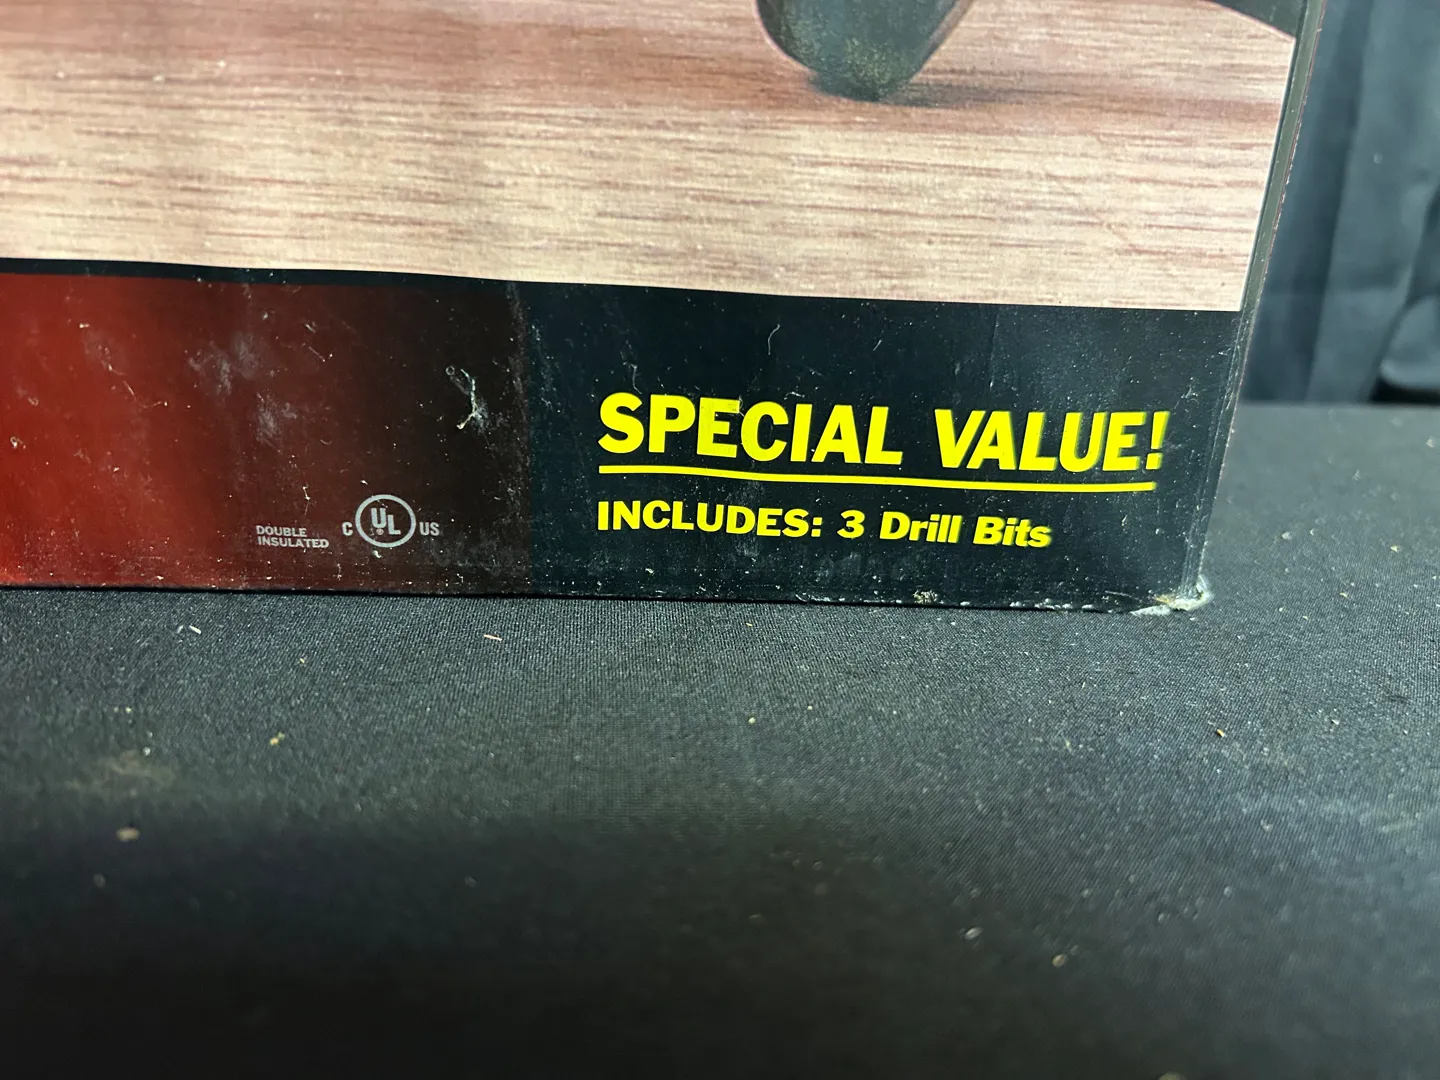 SPECIAL VALUE!
INCLUDES: 3 Drill Bits
DOUBLE
INSULATED
C UL US